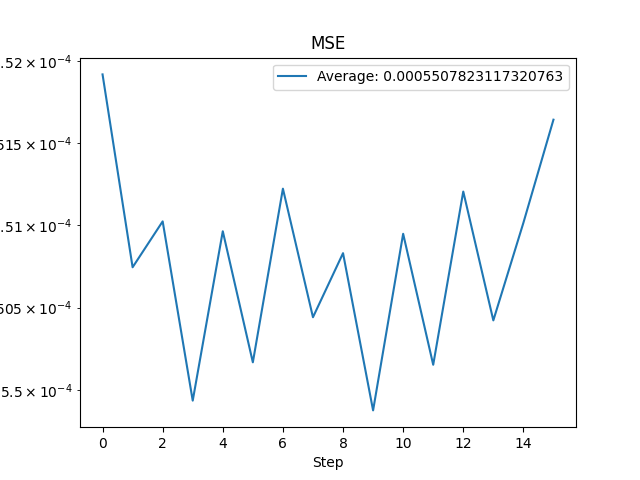 MSE
.52 × 10⁻⁴
Average: 0.0005507823117320763
515 × 10⁻⁴
.51 × 10⁻⁴
505 × 10⁻⁴
5.5 × 10⁻⁴
0 2 4 6 8 10 12 14
Step